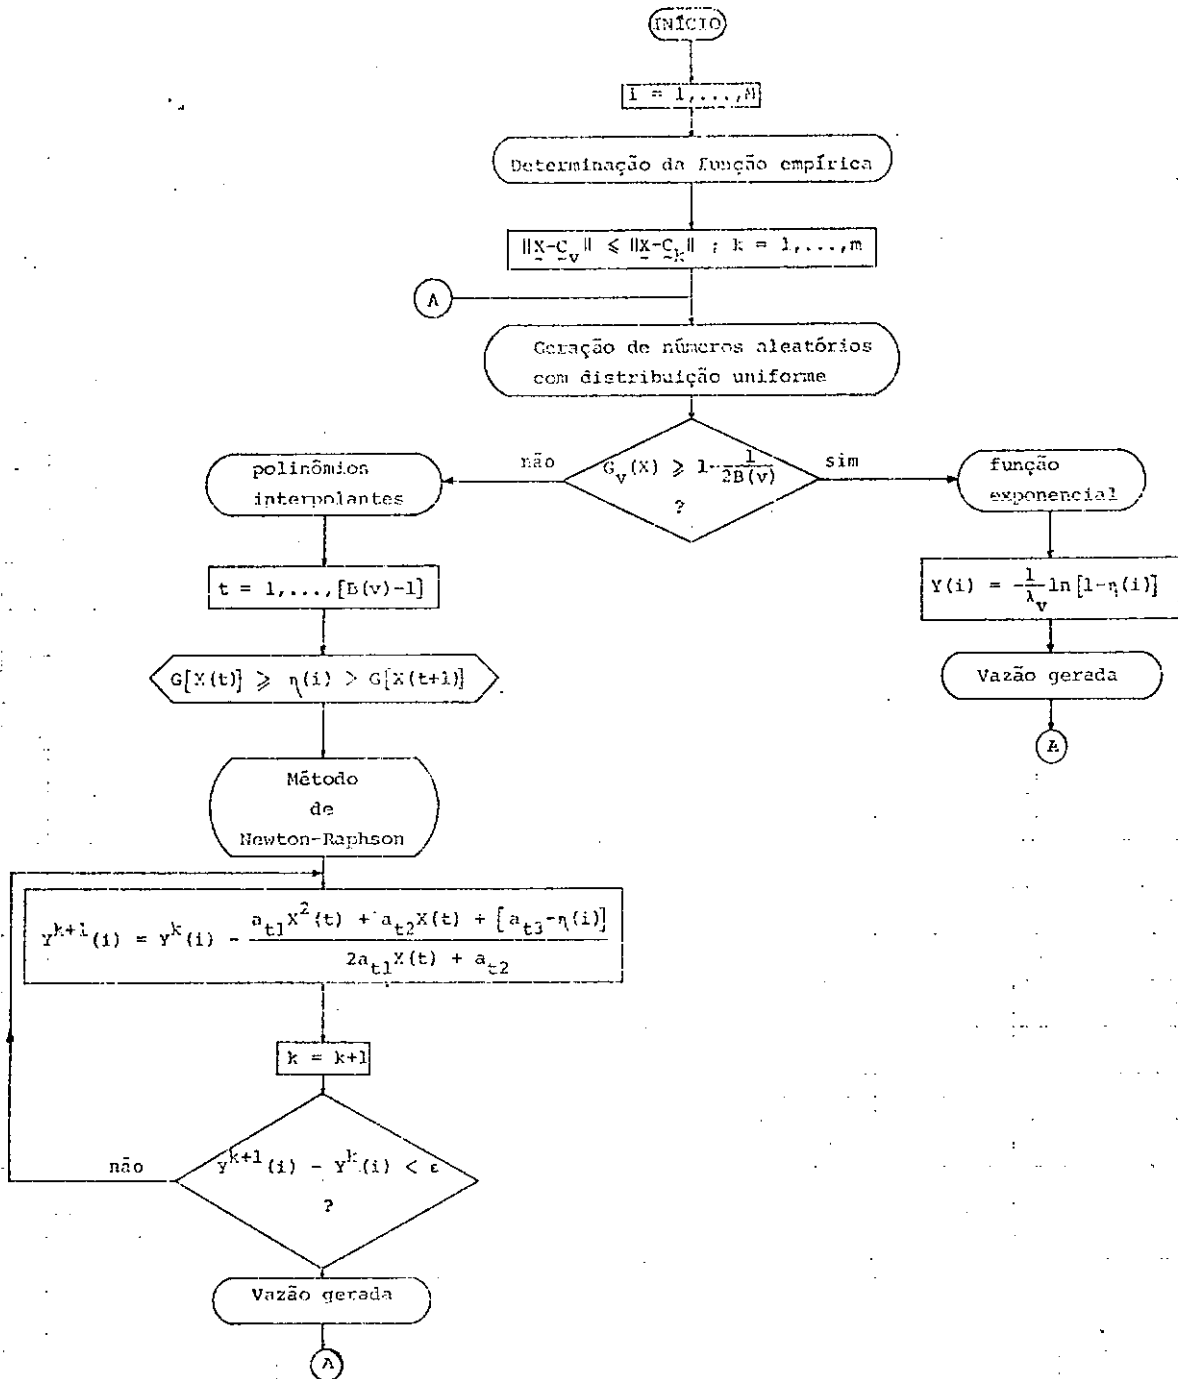 INÍCIO
i = 1,...,M
Determinação da função empírica
||X-C_v|| ⩽ ||X-C_k|| ; k = 1,...,m
A
Geração de números aleatórios
com distribuição uniforme
não
G_v(X) ⩾ 1-1/2B(v)
?
sim
polinômios
interpolantes
função
exponencial
t = 1,...,[B(v)-1]
Y(i) = -1/λ_v ln [1-η(i)]
G[X(t)] ⩾ η(i) > G[X(t+1)]
Vazão gerada
A
Método
de
Newton-Raphson
Y^{k+1}(i) = Y^k(i) - a_{t1}X^2(t) + a_{t2}X(t) + [a_{t3}-η(i)] / 2a_{t1}X(t) + a_{t2}
k = k+1
não
Y^{k+1}(i) - Y^k(i) < ε
?
Vazão gerada
A